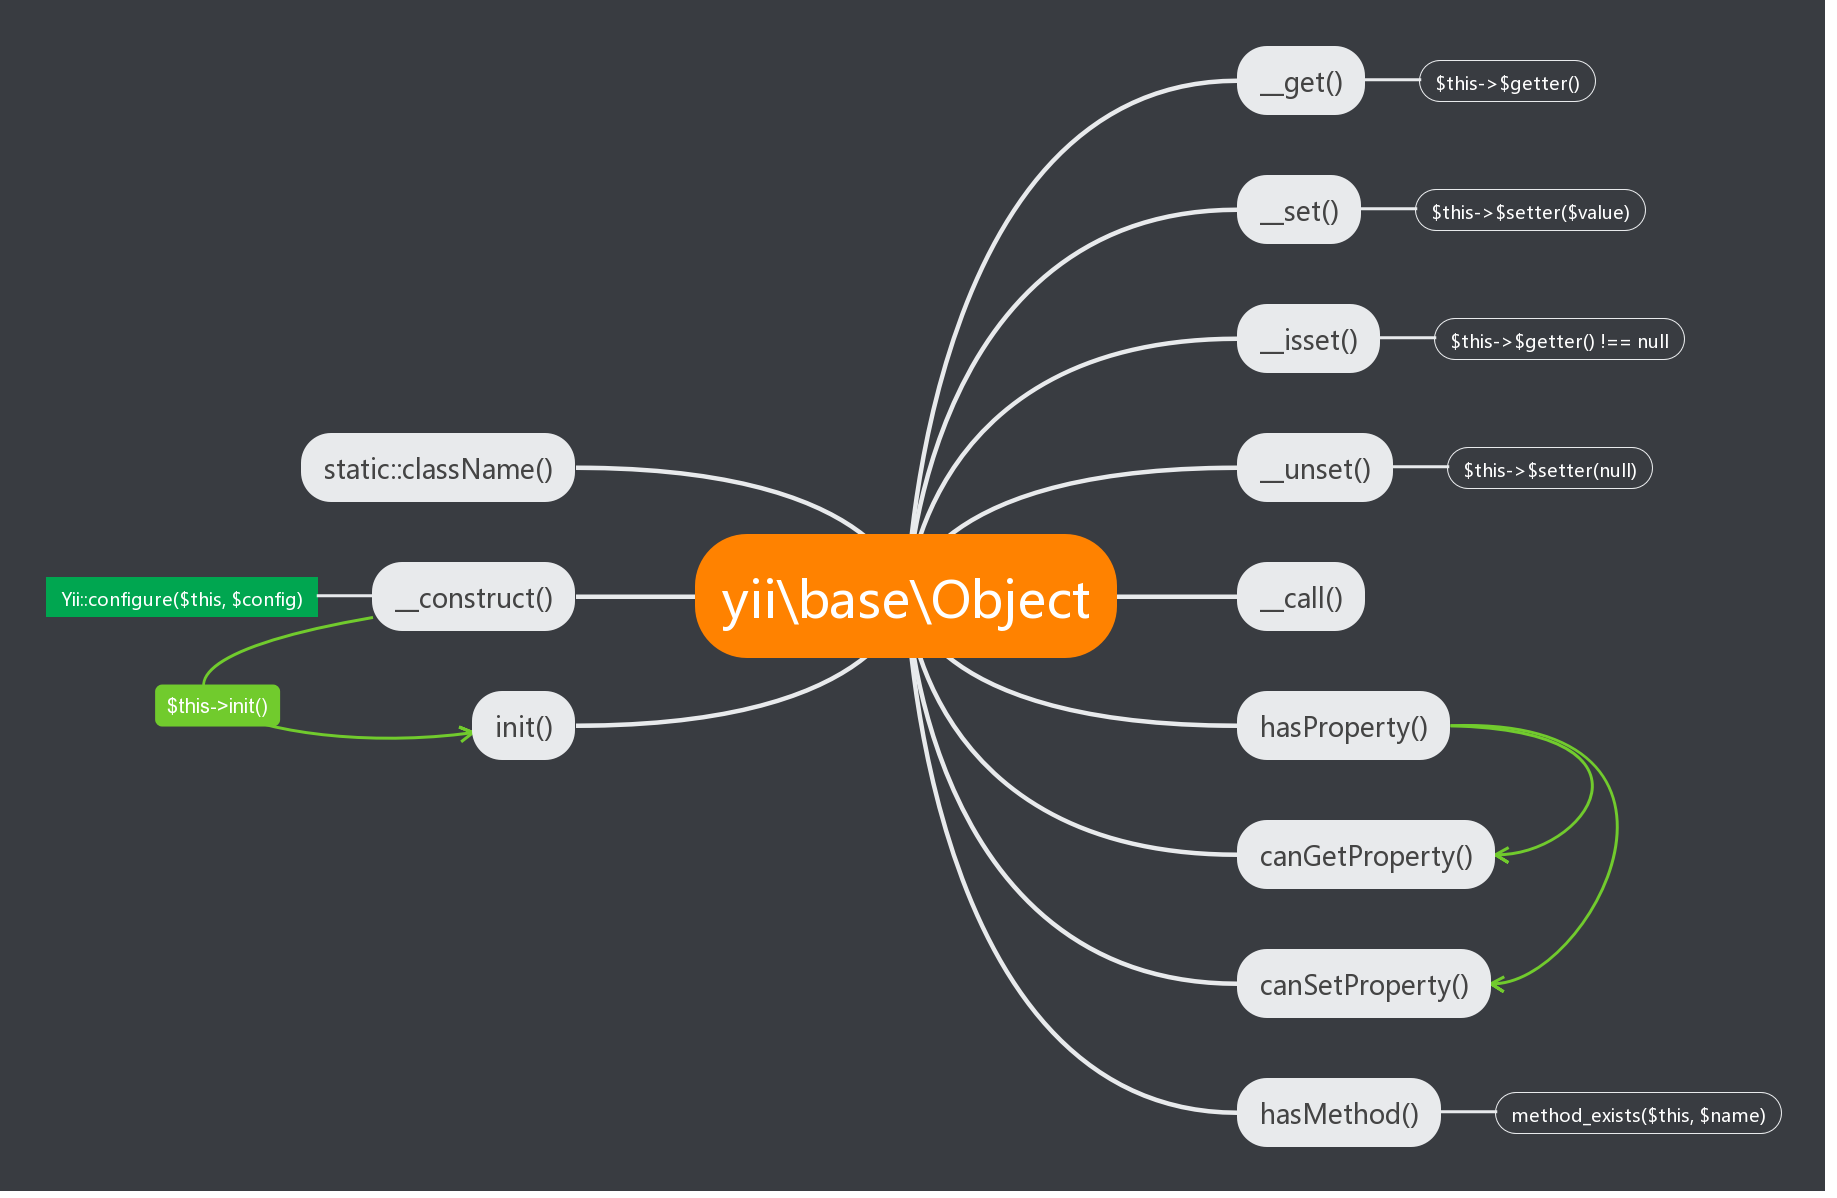 yii\base\Object
__get()
$this->$getter()
__set()
$this->$setter($value)
__isset()
$this->$getter() !== null
__unset()
$this->$setter(null)
__call()
hasProperty()
canGetProperty()
canSetProperty()
hasMethod()
method_exists($this, $name)
static::className()
__construct()
Yii::configure($this, $config)
$this->init()
init()